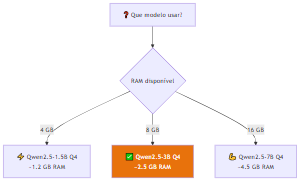 ❓ Que modelo usar?
RAM disponível
4 GB
8 GB
16 GB
⚡ Qwen2.5-1.5B Q4
~1.2 GB RAM
✅ Qwen2.5-3B Q4
~2.5 GB RAM
💪 Qwen2.5-7B Q4
~4.5 GB RAM